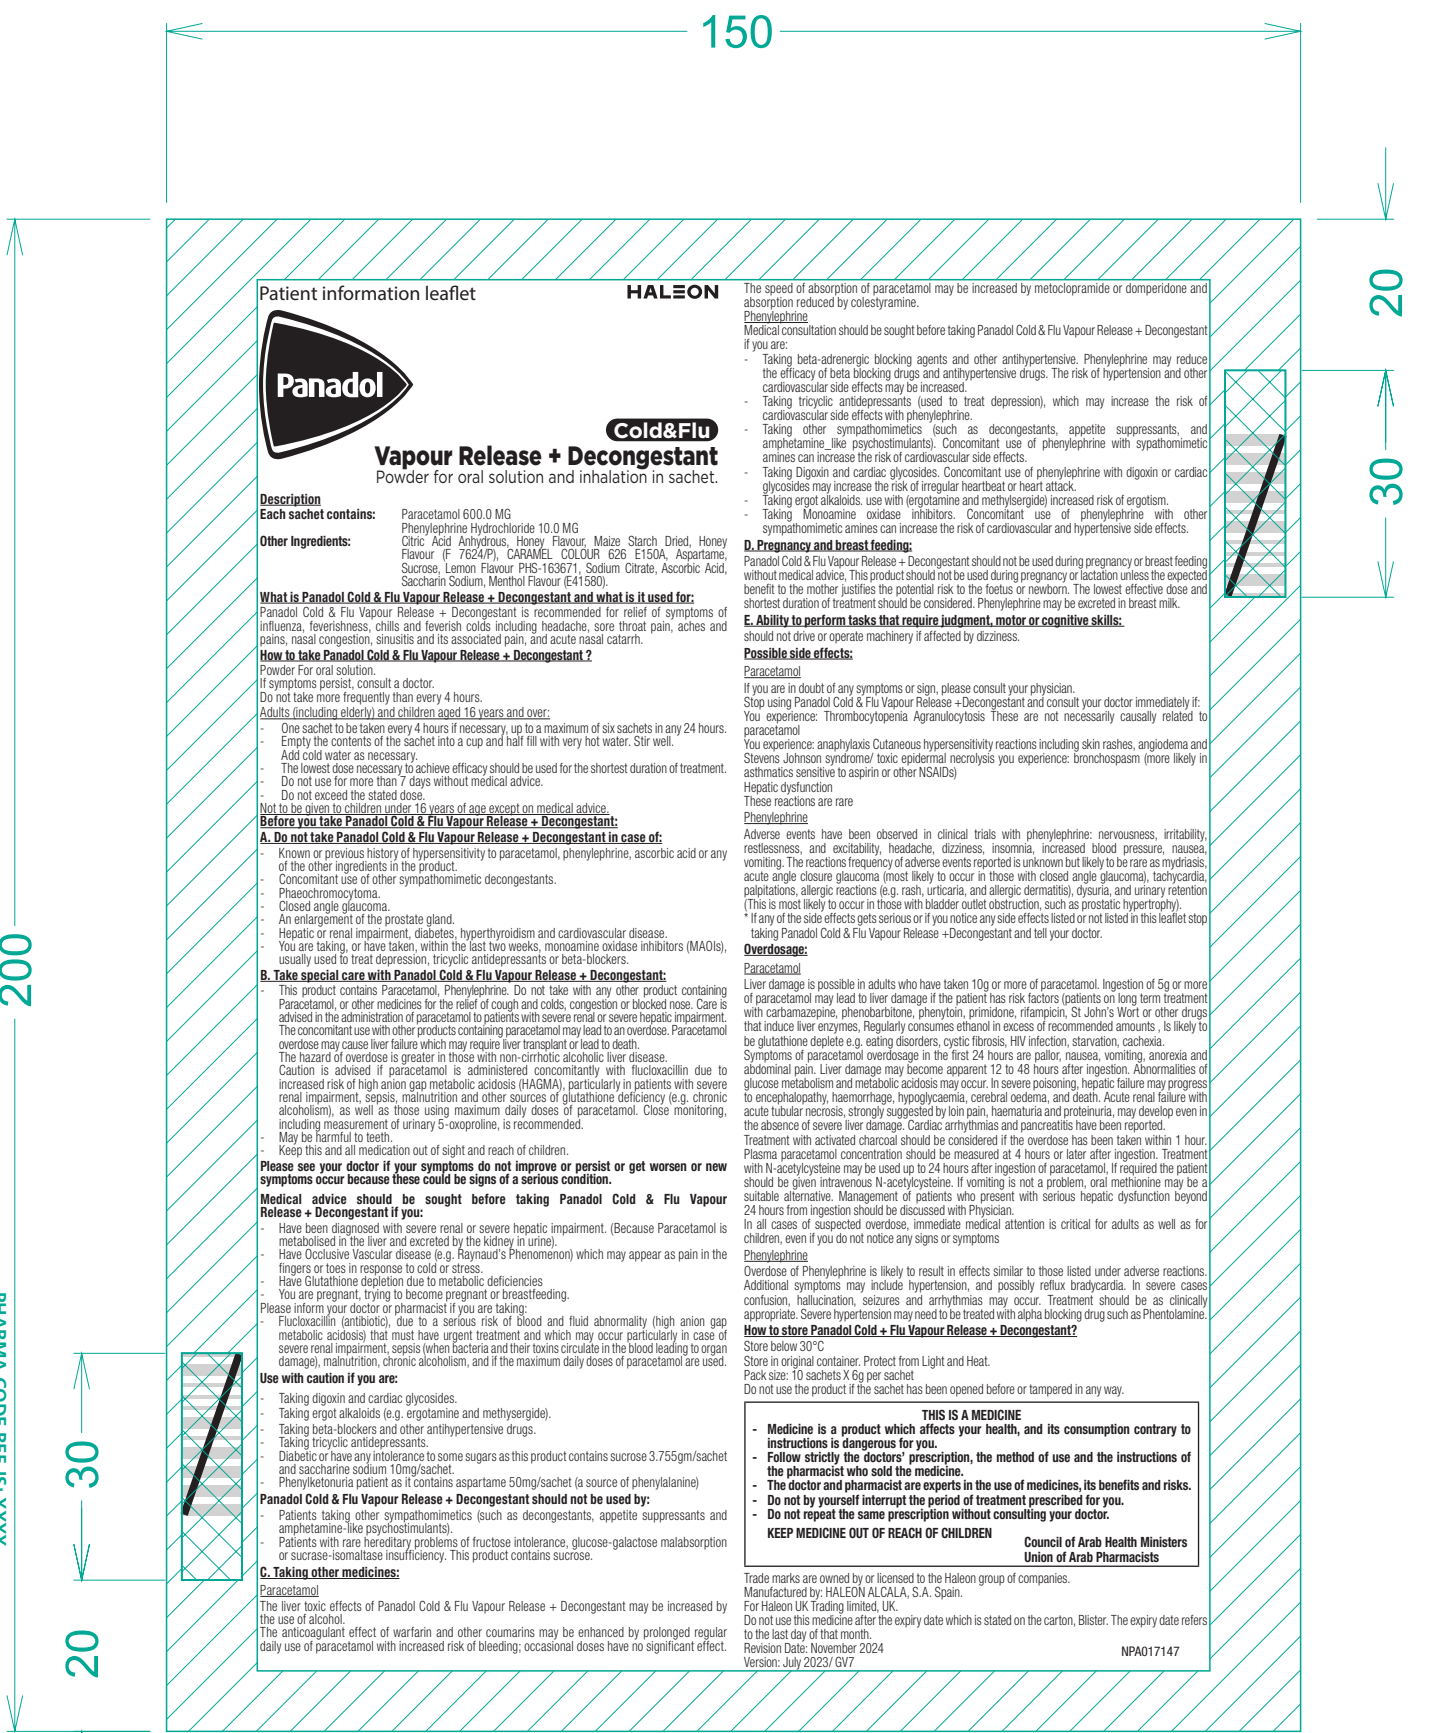 150
Patient information leaflet
HALEON
Panadol
Cold&Flu
Vapour Release + Decongestant
Powder for oral solution and inhalation in sachet.
Description
Each sachet contains: Paracetamol 600.0 MG
Phenylephrine Hydrochloride 10.0 MG
Other Ingredients: Citric Acid Anhydrous, Honey Flavour, Maize Starch Dried, Honey
Flavour (F 7624/P), CARAMEL COLOUR 626 E150A, Aspartame,
Sucrose, Lemon Flavour PHS-163671, Sodium Citrate, Ascorbic Acid,
Saccharin Sodium, Menthol Flavour (E41580).
What is Panadol Cold & Flu Vapour Release + Decongestant and what is it used for:
Panadol Cold & Flu Vapour Release + Decongestant is recommended for relief of symptoms of
influenza, feverishness, chills and feverish colds including headache, sore throat pain, aches and
pains, nasal congestion, sinusitis and its associated pain, and acute nasal catarrh.
How to take Panadol Cold & Flu Vapour Release + Decongestant ?
Powder For oral solution.
If symptoms persist, consult a doctor.
Do not take more frequently than every 4 hours.
Adults (including elderly) and children aged 16 years and over:
- One sachet to be taken every 4 hours if necessary, up to a maximum of six sachets in any 24 hours.
- Empty the contents of the sachet into a cup and half fill with very hot water. Stir well.
Add cold water as necessary.
- The lowest dose necessary to achieve efficacy should be used for the shortest duration of treatment.
- Do not use for more than 7 days without medical advice.
- Do not exceed the stated dose.
Not to be given to children under 16 years of age except on medical advice.
Before you take Panadol Cold & Flu Vapour Release + Decongestant:
A. Do not take Panadol Cold & Flu Vapour Release + Decongestant in case of:
- Known or previous history of hypersensitivity to paracetamol, phenylephrine, ascorbic acid or any
of the other ingredients in the product.
- Concomitant use of other sympathomimetic decongestants.
- Phaeochromocytoma.
- Closed angle glaucoma.
- An enlargement of the prostate gland.
- Hepatic or renal impairment, diabetes, hyperthyroidism and cardiovascular disease.
- You are taking, or have taken, within the last two weeks, monoamine oxidase inhibitors (MAOIs),
usually used to treat depression, tricyclic antidepressants or beta-blockers.
B. Take special care with Panadol Cold & Flu Vapour Release + Decongestant:
- This product contains Paracetamol, Phenylephrine. Do not take with any other product containing
Paracetamol, or other medicines for the relief of cough and colds, congestion or blocked nose. Care is
advised in the administration of paracetamol to patients with severe renal or severe hepatic impairment.
The concomitant use with other products containing paracetamol may lead to an overdose. Paracetamol
overdose may cause liver failure which may require liver transplant or lead to death.
The hazard of overdose is greater in those with non-cirrhotic alcoholic liver disease.
Caution is advised if paracetamol is administered concomitantly with flucloxacillin due to
increased risk of high anion gap metabolic acidosis (HAGMA), particularly in patients with severe
renal impairment, sepsis, malnutrition and other sources of glutathione deficiency (e.g. chronic
alcoholism), as well as those using maximum daily doses of paracetamol. Close monitoring,
including measurement of urinary 5-oxoproline, is recommended.
- May be harmful to teeth.
- Keep this and all medication out of sight and reach of children.
Please see your doctor if your symptoms do not improve or persist or get worsen or new
symptoms occur because these could be signs of a serious condition.
Medical advice should be sought before taking Panadol Cold & Flu Vapour
Release + Decongestant if you:
- Have been diagnosed with severe renal or severe hepatic impairment. (Because Paracetamol is
metabolised in the liver and excreted by the kidney in urine).
- Have Occlusive Vascular disease (e.g. Raynaud's Phenomenon) which may appear as pain in the
fingers or toes in response to cold or stress.
- Have Glutathione depletion due to metabolic deficiencies
- You are pregnant, trying to become pregnant or breastfeeding.
Please inform your doctor or pharmacist if you are taking:
- Flucloxacillin (antibiotic), due to a serious risk of blood and fluid abnormality (high anion gap
metabolic acidosis) that must have urgent treatment and which may occur particularly in case of
severe renal impairment, sepsis (when bacteria and their toxins circulate in the blood leading to organ
damage), malnutrition, chronic alcoholism, and if the maximum daily doses of paracetamol are used.
Use with caution if you are:
- Taking digoxin and cardiac glycosides.
- Taking ergot alkaloids (e.g. ergotamine and methysergide).
- Taking beta-blockers and other antihypertensive drugs.
- Taking tricyclic antidepressants.
- Diabetic or have any intolerance to some sugars as this product contains sucrose 3.755gm/sachet
and saccharine sodium 10mg/sachet.
- Phenylketonuria patient as it contains aspartame 50mg/sachet (a source of phenylalanine)
Panadol Cold & Flu Vapour Release + Decongestant should not be used by:
- Patients taking other sympathomimetics (such as decongestants, appetite suppressants and
amphetamine-like psychostimulants).
- Patients with rare hereditary problems of fructose intolerance, glucose-galactose malabsorption
or sucrase-isomaltase insufficiency. This product contains sucrose.
C. Taking other medicines:
Paracetamol
The liver toxic effects of Panadol Cold & Flu Vapour Release + Decongestant may be increased by
the use of alcohol.
The anticoagulant effect of warfarin and other coumarins may be enhanced by prolonged regular
daily use of paracetamol with increased risk of bleeding; occasional doses have no significant effect.
The speed of absorption of paracetamol may be increased by metoclopramide or domperidone and
absorption reduced by colestyramine.
Phenylephrine
Medical consultation should be sought before taking Panadol Cold & Flu Vapour Release + Decongestant
if you are:
- Taking beta-adrenergic blocking agents and other antihypertensive. Phenylephrine may reduce
the efficacy of beta blocking drugs and antihypertensive drugs. The risk of hypertension and other
cardiovascular side effects may be increased.
- Taking tricyclic antidepressants (used to treat depression), which may increase the risk of
cardiovascular side effects with phenylephrine.
- Taking other sympathomimetics (such as decongestants, appetite suppressants, and
amphetamine_like psychostimulants). Concomitant use of phenylephrine with sypathomimetic
amines can increase the risk of cardiovascular side effects.
- Taking Digoxin and cardiac glycosides. Concomitant use of phenylephrine with digoxin or cardiac
glycosides may increase the risk of irregular heartbeat or heart attack.
- Taking ergot alkaloids. use with (ergotamine and methylsergide) increased risk of ergotism.
- Taking Monoamine oxidase inhibitors. Concomitant use of phenylephrine with other
sympathomimetic amines can increase the risk of cardiovascular and hypertensive side effects.
D. Pregnancy and breast feeding:
Panadol Cold & Flu Vapour Release + Decongestant should not be used during pregnancy or breast feeding
without medical advice, This product should not be used during pregnancy or lactation unless the expected
benefit to the mother justifies the potential risk to the foetus or newborn. The lowest effective dose and
shortest duration of treatment should be considered. Phenylephrine may be excreted in breast milk.
E. Ability to perform tasks that require judgment, motor or cognitive skills:
should not drive or operate machinery if affected by dizziness.
Possible side effects:
Paracetamol
If you are in doubt of any symptoms or sign, please consult your physician.
Stop using Panadol Cold & Flu Vapour Release +Decongestant and consult your doctor immediately if:
You experience: Thrombocytopenia Agranulocytosis These are not necessarily causally related to
paracetamol
You experience: anaphylaxis Cutaneous hypersensitivity reactions including skin rashes, angiodema and
Stevens Johnson syndrome/ toxic epidermal necrolysis you experience: bronchospasm (more likely in
asthmatics sensitive to aspirin or other NSAIDs)
Hepatic dysfunction
These reactions are rare
Phenylephrine
Adverse events have been observed in clinical trials with phenylephrine: nervousness, irritability,
restlessness, and excitability, headache, dizziness, insomnia, increased blood pressure, nausea,
vomiting. The reactions frequency of adverse events reported is unknown but likely to be rare as mydriasis,
acute angle closure glaucoma (most likely to occur in those with closed angle glaucoma), tachycardia,
palpitations, allergic reactions (e.g. rash, urticaria, and allergic dermatitis), dysuria, and urinary retention
(This is most likely to occur in those with bladder outlet obstruction, such as prostatic hypertrophy).
* If any of the side effects gets serious or if you notice any side effects listed or not listed in this leaflet stop
taking Panadol Cold & Flu Vapour Release +Decongestant and tell your doctor.
Overdosage:
Paracetamol
Liver damage is possible in adults who have taken 10g or more of paracetamol. Ingestion of 5g or more
of paracetamol may lead to liver damage if the patient has risk factors (patients on long term treatment
with carbamazepine, phenobarbitone, phenytoin, primidone, rifampicin, St John's Wort or other drugs
that induce liver enzymes, Regularly consumes ethanol in excess of recommended amounts , Is likely to
be glutathione deplete e.g. eating disorders, cystic fibrosis, HIV infection, starvation, cachexia.
Symptoms of paracetamol overdosage in the first 24 hours are pallor, nausea, vomiting, anorexia and
abdominal pain. Liver damage may become apparent 12 to 48 hours after ingestion. Abnormalities of
glucose metabolism and metabolic acidosis may occur. In severe poisoning, hepatic failure may progress
to encephalopathy, haemorrhage, hypoglycaemia, cerebral oedema, and death. Acute renal failure with
acute tubular necrosis, strongly suggested by loin pain, haematuria and proteinuria, may develop even in
the absence of severe liver damage. Cardiac arrhythmias and pancreatitis have been reported.
Treatment with activated charcoal should be considered if the overdose has been taken within 1 hour.
Plasma paracetamol concentration should be measured at 4 hours or later after ingestion. Treatment
with N-acetylcysteine may be used up to 24 hours after ingestion of paracetamol, If required the patient
should be given intravenous N-acetylcysteine. If vomiting is not a problem, oral methionine may be a
suitable alternative. Management of patients who present with serious hepatic dysfunction beyond
24 hours from ingestion should be discussed with Physician.
In all cases of suspected overdose, immediate medical attention is critical for adults as well as for
children, even if you do not notice any signs or symptoms
Phenylephrine
Overdose of Phenylephrine is likely to result in effects similar to those listed under adverse reactions.
Additional symptoms may include hypertension, and possibly reflux bradycardia. In severe cases
confusion, hallucination, seizures and arrhythmias may occur. Treatment should be as clinically
appropriate. Severe hypertension may need to be treated with alpha blocking drug such as Phentolamine.
How to store Panadol Cold + Flu Vapour Release + Decongestant?
Store below 30°C
Store in original container. Protect from Light and Heat.
Pack size: 10 sachets X 6g per sachet
Do not use the product if the sachet has been opened before or tampered in any way.
THIS IS A MEDICINE
- Medicine is a product which affects your health, and its consumption contrary to
instructions is dangerous for you.
- Follow strictly the doctors' prescription, the method of use and the instructions of
the pharmacist who sold the medicine.
- The doctor and pharmacist are experts in the use of medicines, its benefits and risks.
- Do not by yourself interrupt the period of treatment prescribed for you.
- Do not repeat the same prescription without consulting your doctor.
KEEP MEDICINE OUT OF REACH OF CHILDREN
Council of Arab Health Ministers
Union of Arab Pharmacists
Trade marks are owned by or licensed to the Haleon group of companies.
Manufactured by: HALEON ALCALA, S.A. Spain.
For Haleon UK Trading limited, UK.
Do not use this medicine after the expiry date which is stated on the carton, Blister. The expiry date refers
to the last day of that month.
Revision Date: November 2024
NPA017147
Version: July 2023/ GV7
20
30
200
30
20
PHARMA CODE REF IS: XXXX